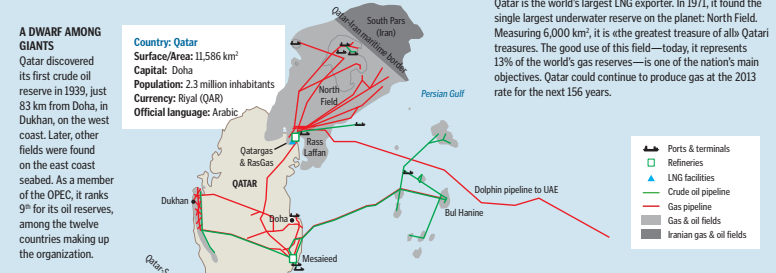 A DWARF AMONG
GIANTS
Qatar discovered
its first crude oil
reserve in 1939, just
83 km from Doha, in
Dukhan, on the west
coast. Later, other
fields were found
on the east coast
seabed. As a member
of the OPEC, it ranks
9th for its oil reserves,
among the twelve
countries making up
the organization.
Country: Qatar
Surface/Area: 11,586 km²
Capital: Doha
Population: 2.3 million inhabitants
Currency: Riyal (QAR)
Official language: Arabic
Qatar-Iran maritime border
South Pars
(Iran)
North
Field
Persian Gulf
Qatargas
& RasGas
Rass
Laffan
QATAR
Dukhan
Doha
Mesaieed
Bul Hanine
Dolphin pipeline to UAE
Qatar is the world's largest LNG exporter. In 1971, it found the
single largest underwater reserve on the planet: North Field.
Measuring 6,000 km², it is «the greatest treasure of all» Qatari
treasures. The good use of this field—today, it represents
13% of the world's gas reserves—is one of the nation's main
objectives. Qatar could continue to produce gas at the 2013
rate for the next 156 years.
Ports & terminals
Refineries
LNG facilities
Crude oil pipeline
Gas pipeline
Gas & oil fields
Iranian gas & oil fields